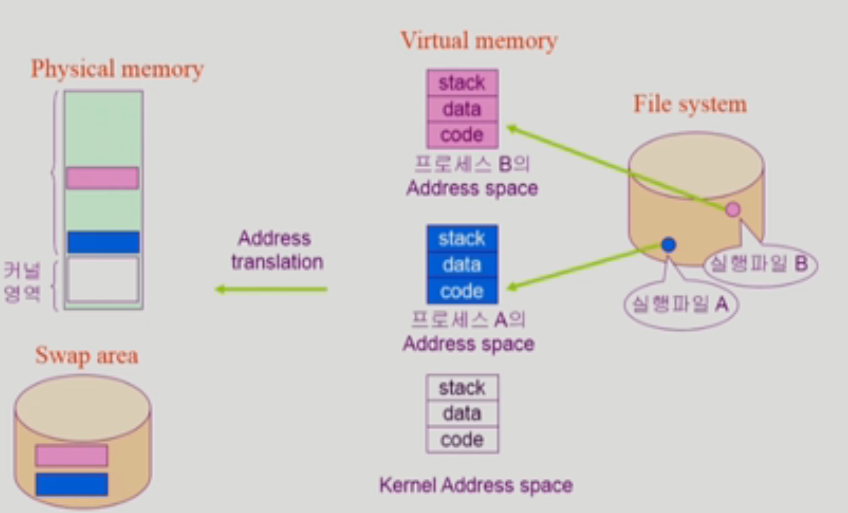 Virtual memory
Physical memory
File system
stack
data
code
프로세스 B의
Address space
stack
data
code
프로세스 A의
Address space
Address
translation
실행파일 B
실행파일 A
커널
영역
Swap area
stack
data
code
Kernel Address space